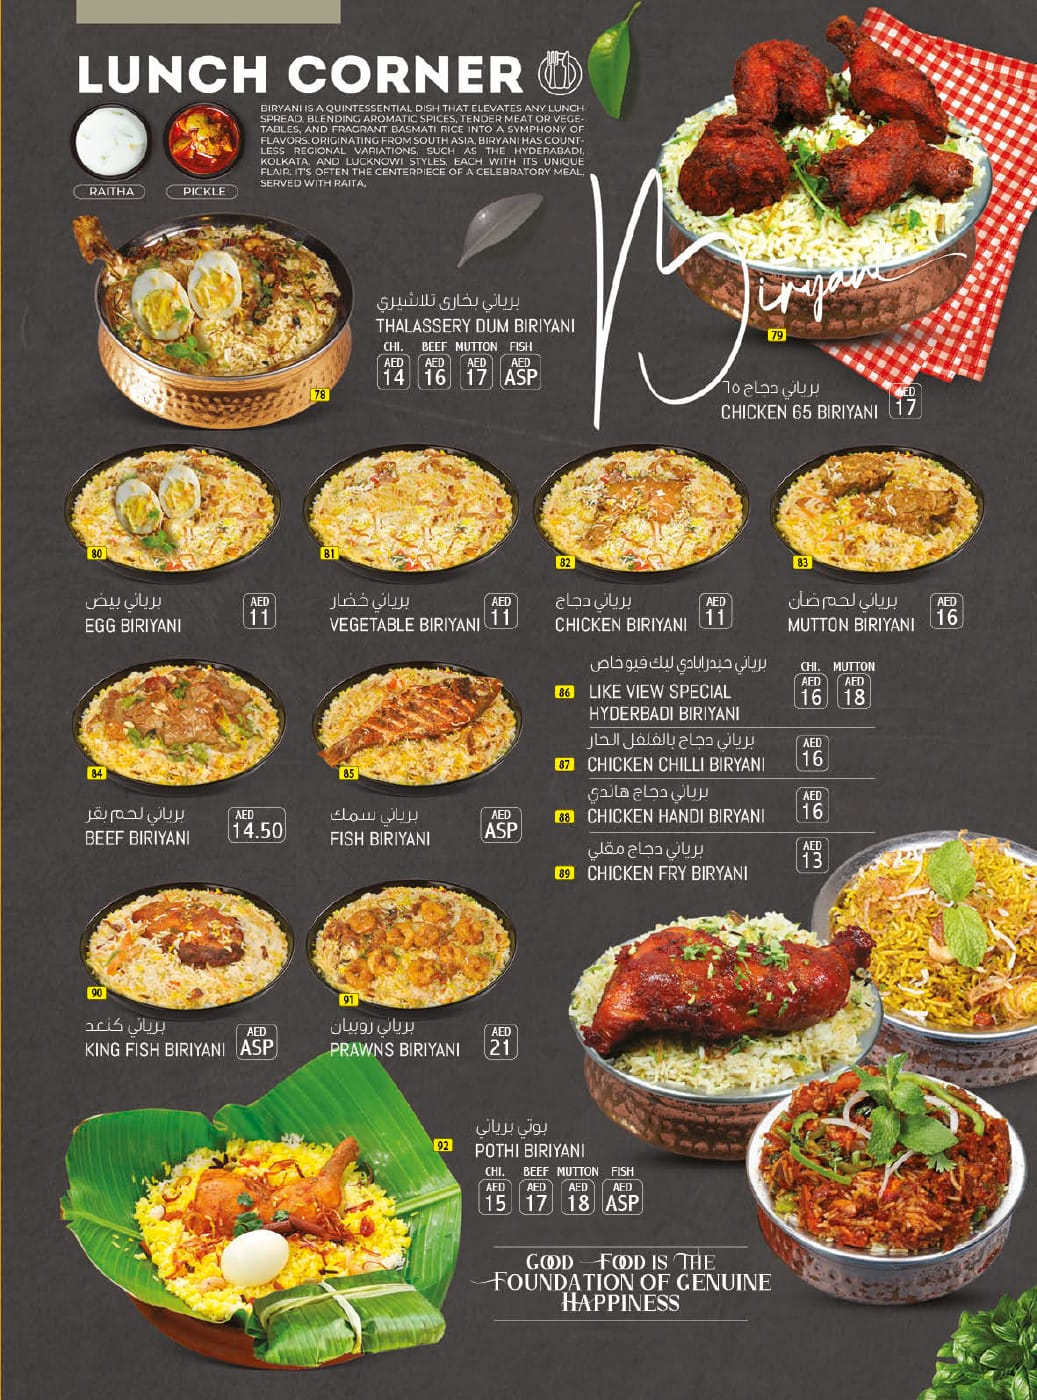 LUNCH CORNER
BIRYANI IS A QUINTESSENTIAL DISH THAT ELEVATES ANY LUNCH
SPREAD, BLENDING AROMATIC SPICES, TENDER MEAT OR VEGE-
TABLES, AND FRAGRANT BASMATI RICE INTO A SYMPHONY OF
FLAVORS. ORIGINATING FROM SOUTH ASIA, BIRYANI HAS COUNT-
LESS REGIONAL VARIATIONS, SUCH AS THE HYDERABADI,
KOLKATA, AND LUCKNOWI STYLES, EACH WITH ITS UNIQUE
FLAIR. IT'S OFTEN THE CENTERPIECE OF A CELEBRATORY MEAL,
SERVED WITH RAITA,
RAITHA
PICKLE
Biryani
برياني بخارى تلاشيري
THALASSERY DUM BIRIYANI
CHI. BEEF MUTTON FISH
AED AED AED AED
14 16 17 ASP
78
79
برياني دجاج ٦٥
CHICKEN 65 BIRIYANI
AED
17
80
برياني بيض
EGG BIRIYANI
AED
11
81
برياني خضار
VEGETABLE BIRIYANI
AED
11
82
برياني دجاج
CHICKEN BIRIYANI
AED
11
83
برياني لحم ضأن
MUTTON BIRIYANI
AED
16
84
برياني لحم بقر
BEEF BIRIYANI
AED
14.50
85
برياني سمك
FISH BIRIYANI
AED
ASP
برياني حيدرابادي ليك فيو خاص
86 LIKE VIEW SPECIAL
HYDERBADI BIRIYANI
CHI. MUTTON
AED AED
16 18
برياني دجاج بالفلفل الحار
87 CHICKEN CHILLI BIRYANI
AED
16
برياني دجاج هاندي
88 CHICKEN HANDI BIRYANI
AED
16
برياني دجاج مقلي
89 CHICKEN FRY BIRYANI
AED
13
90
برياني كنعد
KING FISH BIRIYANI
AED
ASP
91
برياني روبيان
PRAWNS BIRIYANI
AED
21
92
بوتي برياني
POTHI BIRIYANI
CHI. BEEF MUTTON FISH
AED AED AED AED
15 17 18 ASP
GOOD FOOD IS THE
FOUNDATION OF GENUINE
HAPPINESS